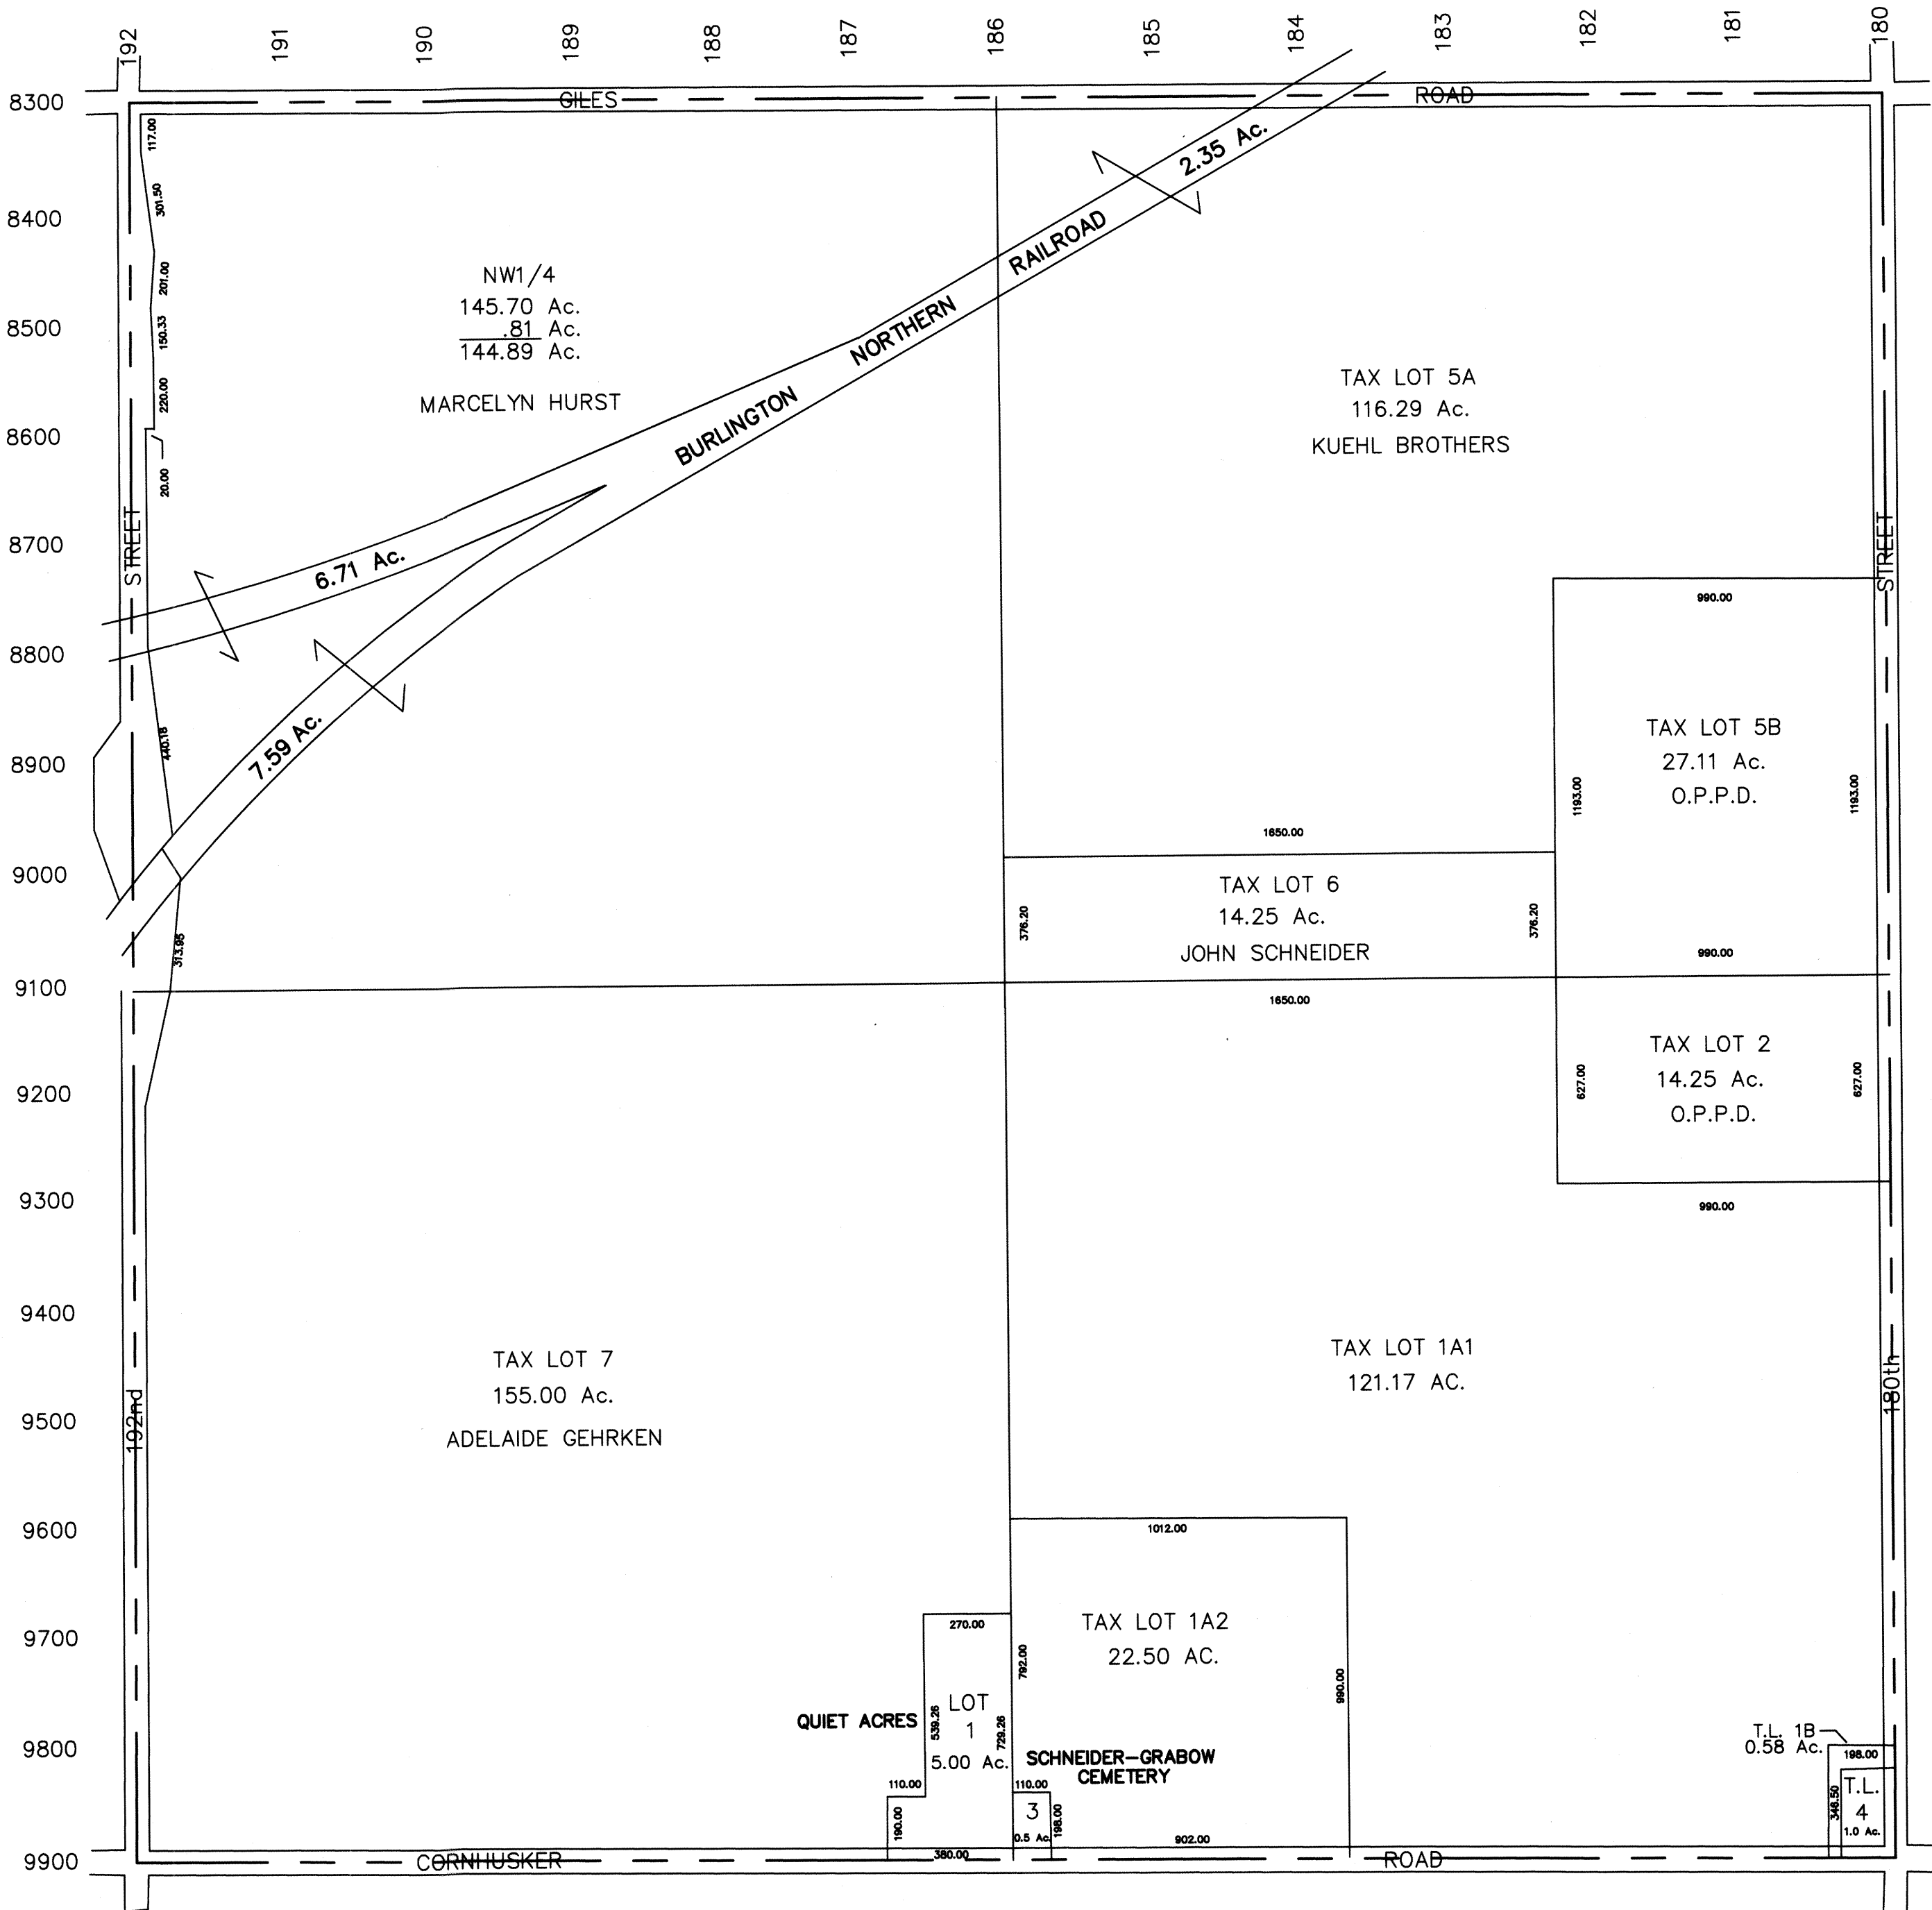 192
191
190
189
188
187
186
185
184
183
182
181
180
8300
8400
8500
8600
8700
8800
8900
9000
9100
9200
9300
9400
9500
9600
9700
9800
9900
GILES ROAD
117.00
301.50
201.00
150.33
220.00
20.00
NW1/4
145.70 Ac.
.81 Ac.
144.89 Ac.
MARCELYN HURST
BURLINGTON NORTHERN RAILROAD
2.35 Ac.
6.71 Ac.
7.59 Ac.
STREET
192nd
440.18
313.95
TAX LOT 5A
116.29 Ac.
KUEHL BROTHERS
STREET
180th
990.00
TAX LOT 5B
27.11 Ac.
O.P.P.D.
1193.00
1193.00
990.00
1650.00
TAX LOT 6
14.25 Ac.
JOHN SCHNEIDER
376.20
376.20
1650.00
TAX LOT 2
14.25 Ac.
O.P.P.D.
627.00
627.00
990.00
TAX LOT 7
155.00 Ac.
ADELAIDE GEHRKEN
TAX LOT 1A1
121.17 AC.
1012.00
TAX LOT 1A2
22.50 AC.
792.00
990.00
270.00
QUIET ACRES
LOT
1
5.00 Ac.
539.26
729.26
110.00
190.00
380.00
SCHNEIDER-GRABOW
CEMETERY
110.00
3
0.5 Ac.
198.00
902.00
T.L. 1B
0.58 Ac.
198.00
346.50
T.L.
4
1.0 Ac.
CORNHUSKER ROAD